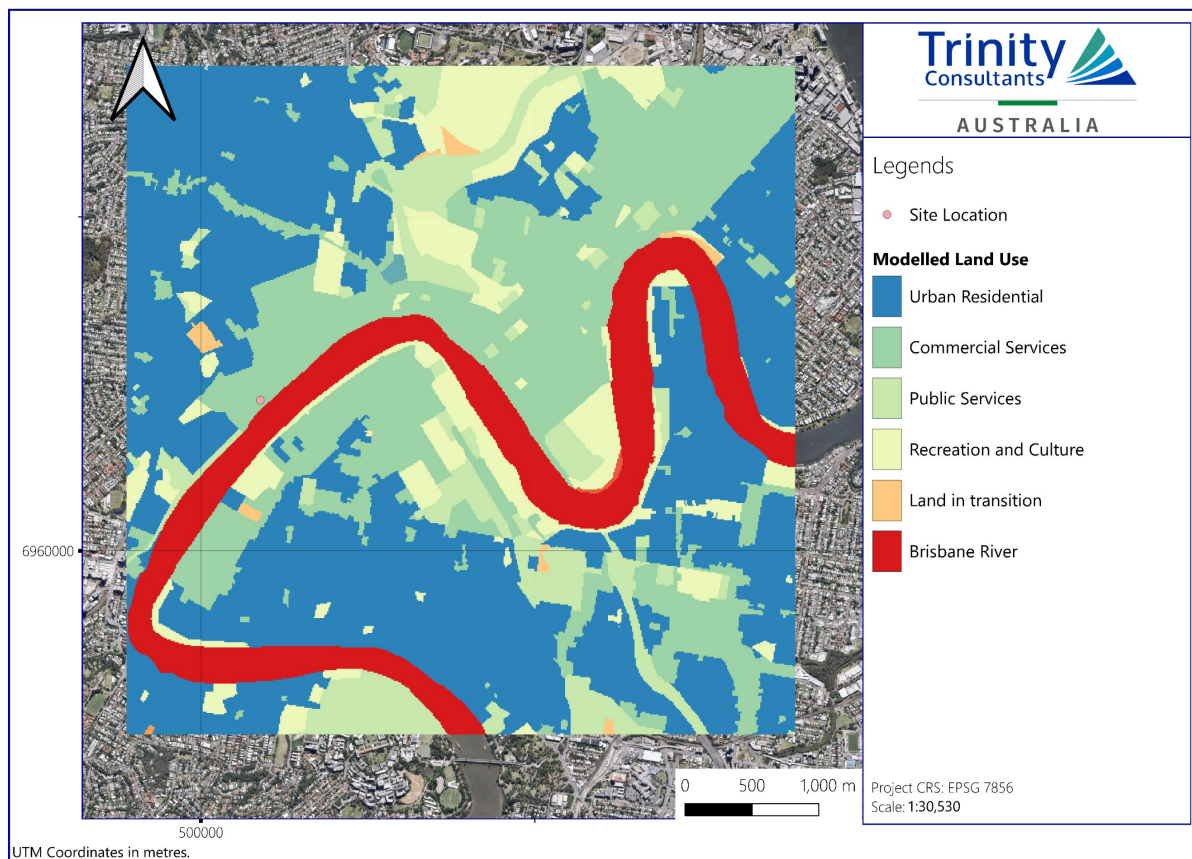 Trinity
Consultants
AUSTRALIA
Legends
Site Location
Modelled Land Use
Urban Residential
Commercial Services
Public Services
Recreation and Culture
Land in transition
Brisbane River
6960000
0 500 1,000 m
Project CRS: EPSG 7856
Scale: 1:30,530
500000
UTM Coordinates in metres.